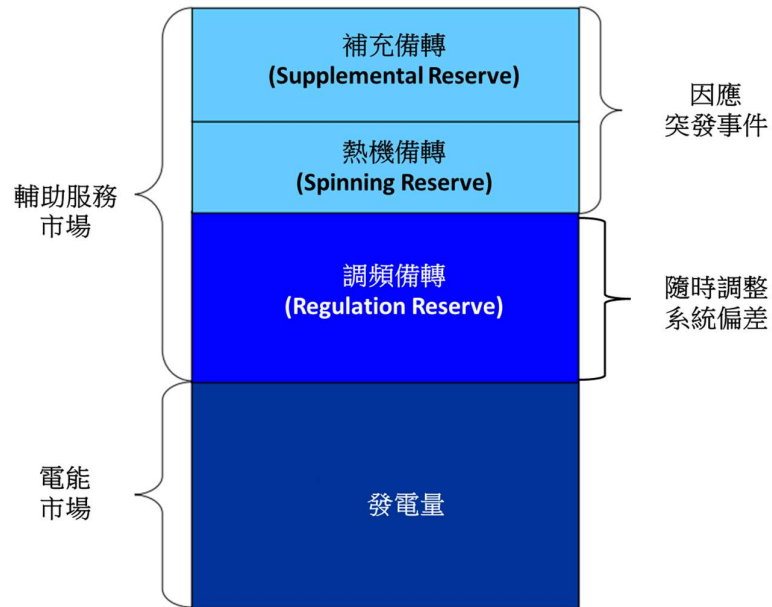 補充備轉
(Supplemental Reserve)
因應
突發事件
熱機備轉
(Spinning Reserve)
輔助服務
市場
調頻備轉
(Regulation Reserve)
隨時調整
系統偏差
電能
市場
發電量